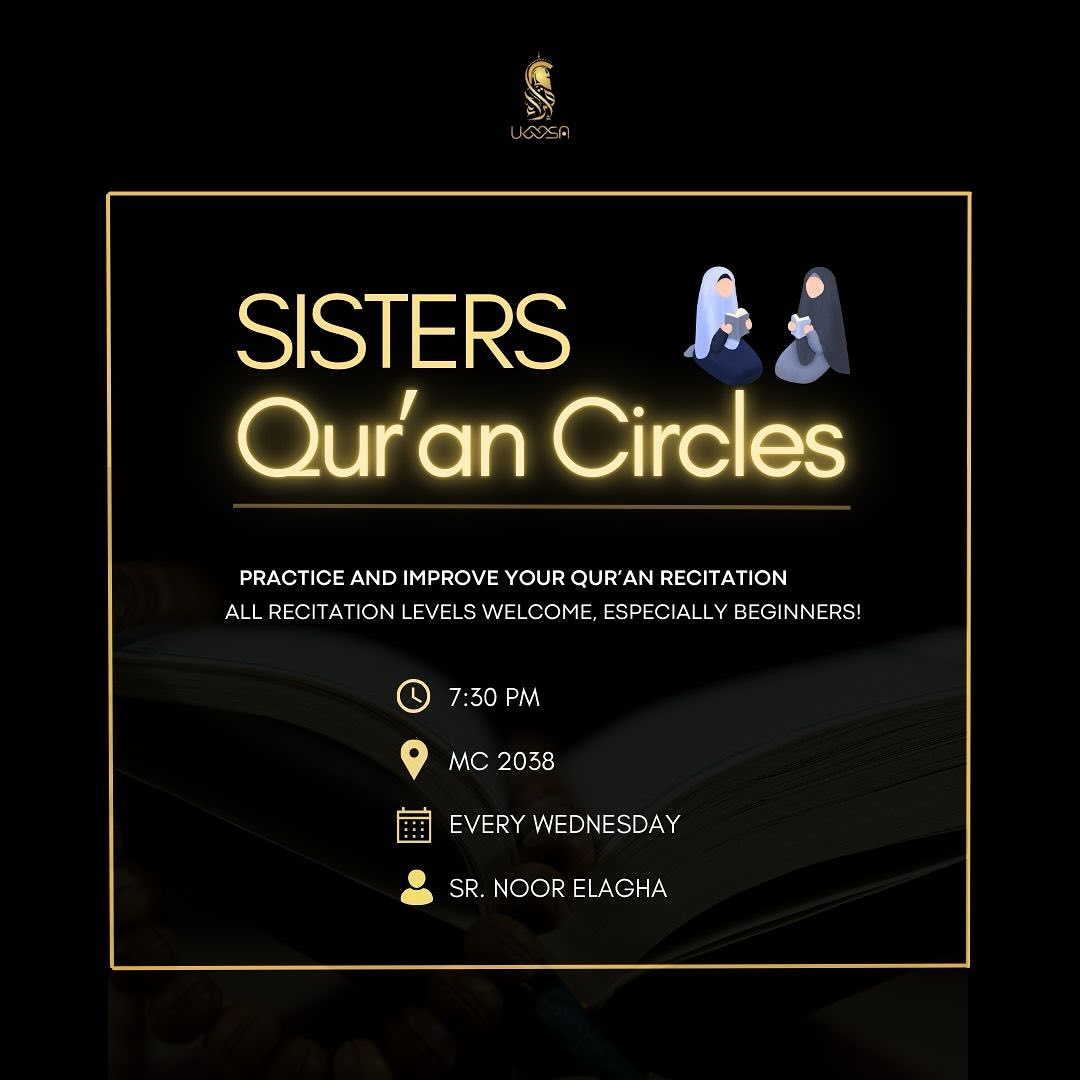 SISTERS
Qur'an Circles
PRACTICE AND IMPROVE YOUR QUR'AN RECITATION
ALL RECITATION LEVELS WELCOME, ESPECIALLY BEGINNERS!
7:30 PM
MC 2038
EVERY WEDNESDAY
SR. NOOR ELAGHA